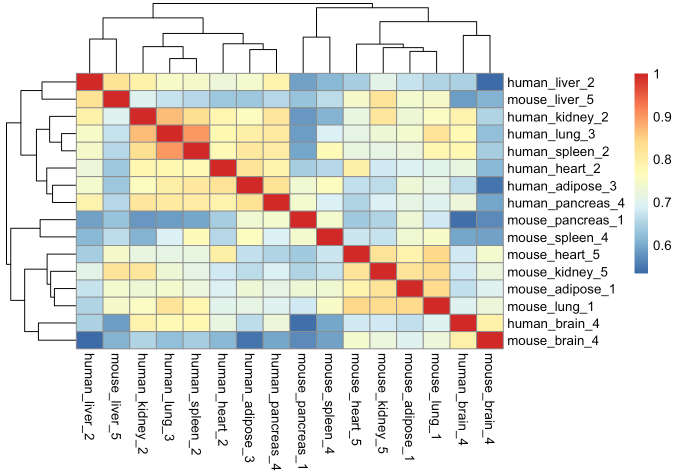 human_liver_2
mouse_liver_5
human_kidney_2
human_lung_3
human_spleen_2
human_heart_2
human_adipose_3
human_pancreas_4
mouse_pancreas_1
mouse_spleen_4
mouse_heart_5
mouse_kidney_5
mouse_adipose_1
mouse_lung_1
human_brain_4
mouse_brain_4
1
0.9
0.8
0.7
0.6
human_liver_2
mouse_liver_5
human_kidney_2
human_lung_3
human_spleen_2
human_heart_2
human_adipose_3
human_pancreas_4
mouse_pancreas_1
mouse_spleen_4
mouse_heart_5
mouse_kidney_5
mouse_adipose_1
mouse_lung_1
human_brain_4
mouse_brain_4